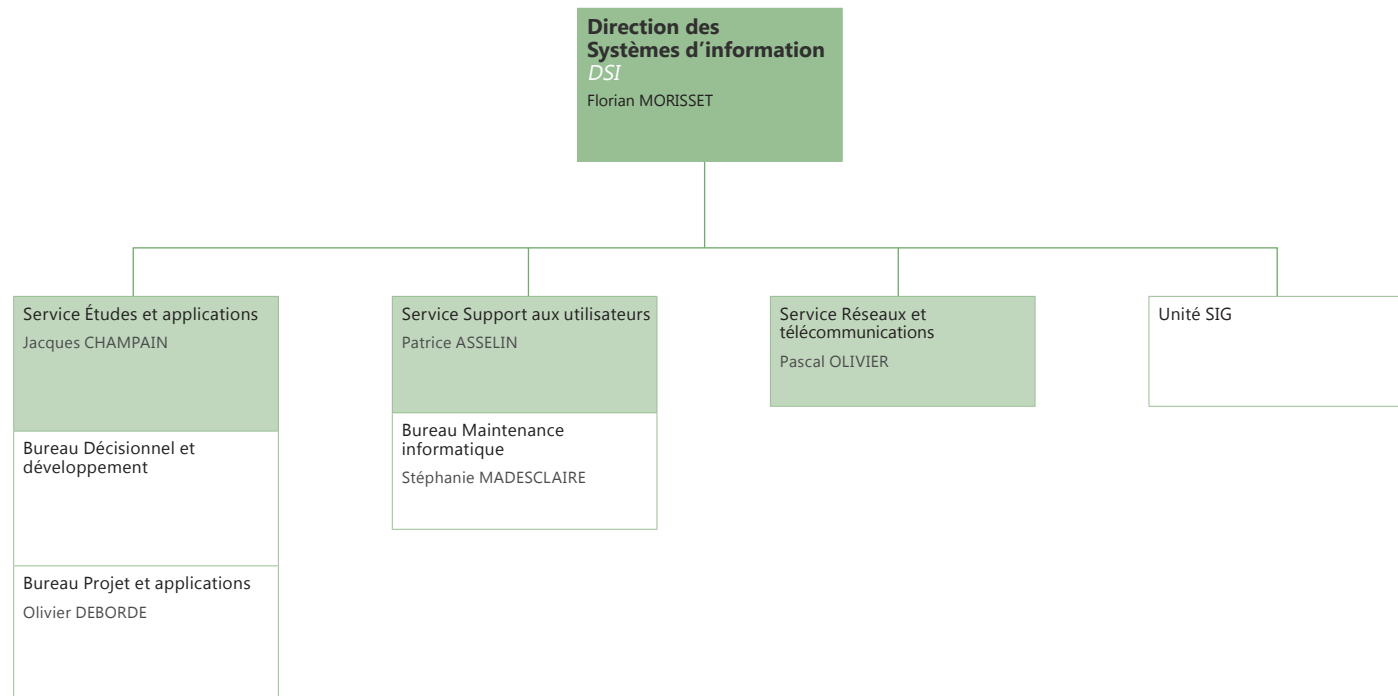 Direction des
Systèmes d’information
DSI
Florian MORISSET
Service Études et applications
Jacques CHAMPAIN
Bureau Décisionnel et
développement
Bureau Projet et applications
Olivier DEBORDE
Service Support aux utilisateurs
Patrice ASSELIN
Bureau Maintenance
informatique
Stéphanie MADESCLAIRE
Service Réseaux et
télécommunications
Pascal OLIVIER
Unité SIG